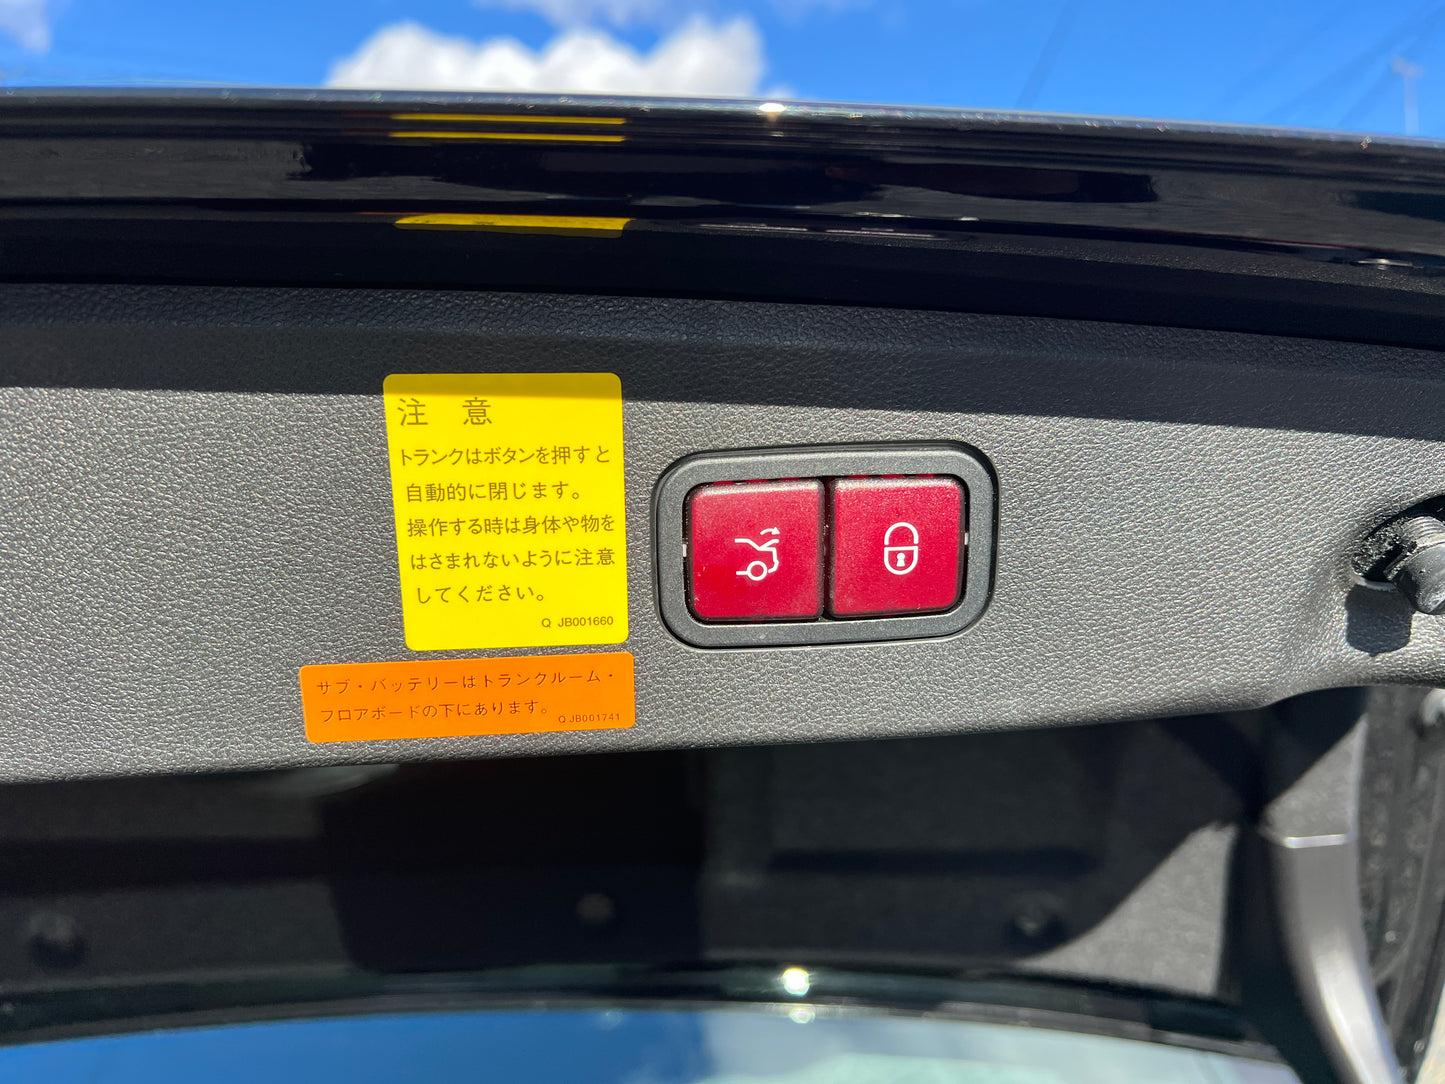 注 意
トランクはボタンを押すと
自動的に閉じます。
操作する時は身体や物を
はさまれないように注意
してください。
Q JB001660
サブ・バッテリーはトランクルーム・
フロアボードの下にあります。
Q JB001741